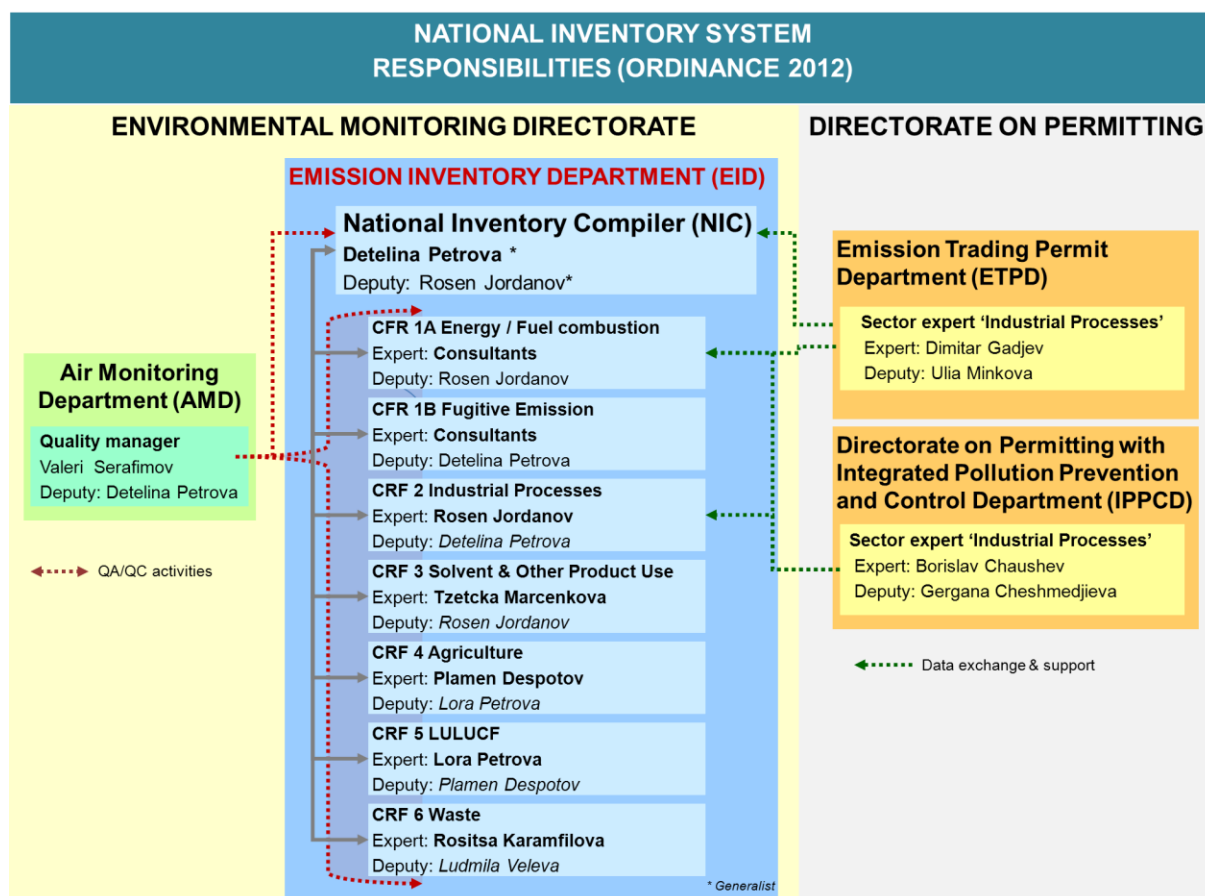 NATIONAL INVENTORY SYSTEM
RESPONSIBILITIES (ORDINANCE 2012)
ENVIRONMENTAL MONITORING DIRECTORATE
EMISSION INVENTORY DEPARTMENT (EID)
National Inventory Compiler (NIC)
Detelina Petrova *
Deputy: Rosen Jordanov*
CFR 1A Energy / Fuel combustion
Expert: Consultants
Deputy: Rosen Jordanov
CFR 1B Fugitive Emission
Expert: Consultants
Deputy: Detelina Petrova
CRF 2 Industrial Processes
Expert: Rosen Jordanov
Deputy: Detelina Petrova
CRF 3 Solvent & Other Product Use
Expert: Tzetcka Marcenkova
Deputy: Rosen Jordanov
CRF 4 Agriculture
Expert: Plamen Despotov
Deputy: Lora Petrova
CRF 5 LULUCF
Expert: Lora Petrova
Deputy: Plamen Despotov
CRF 6 Waste
Expert: Rositsa Karamfilova
Deputy: Ludmila Veleva
* Generalist
Air Monitoring
Department (AMD)
Quality manager
Valeri Serafimov
Deputy: Detelina Petrova
QA/QC activities
DIRECTORATE ON PERMITTING
Emission Trading Permit
Department (ETPD)
Sector expert ‘Industrial Processes’
Expert: Dimitar Gadjev
Deputy: Ulia Minkova
Directorate on Permitting with
Integrated Pollution Prevention
and Control Department (IPPCD)
Sector expert ‘Industrial Processes’
Expert: Borislav Chaushev
Deputy: Gergana Cheshmedjieva
Data exchange & support